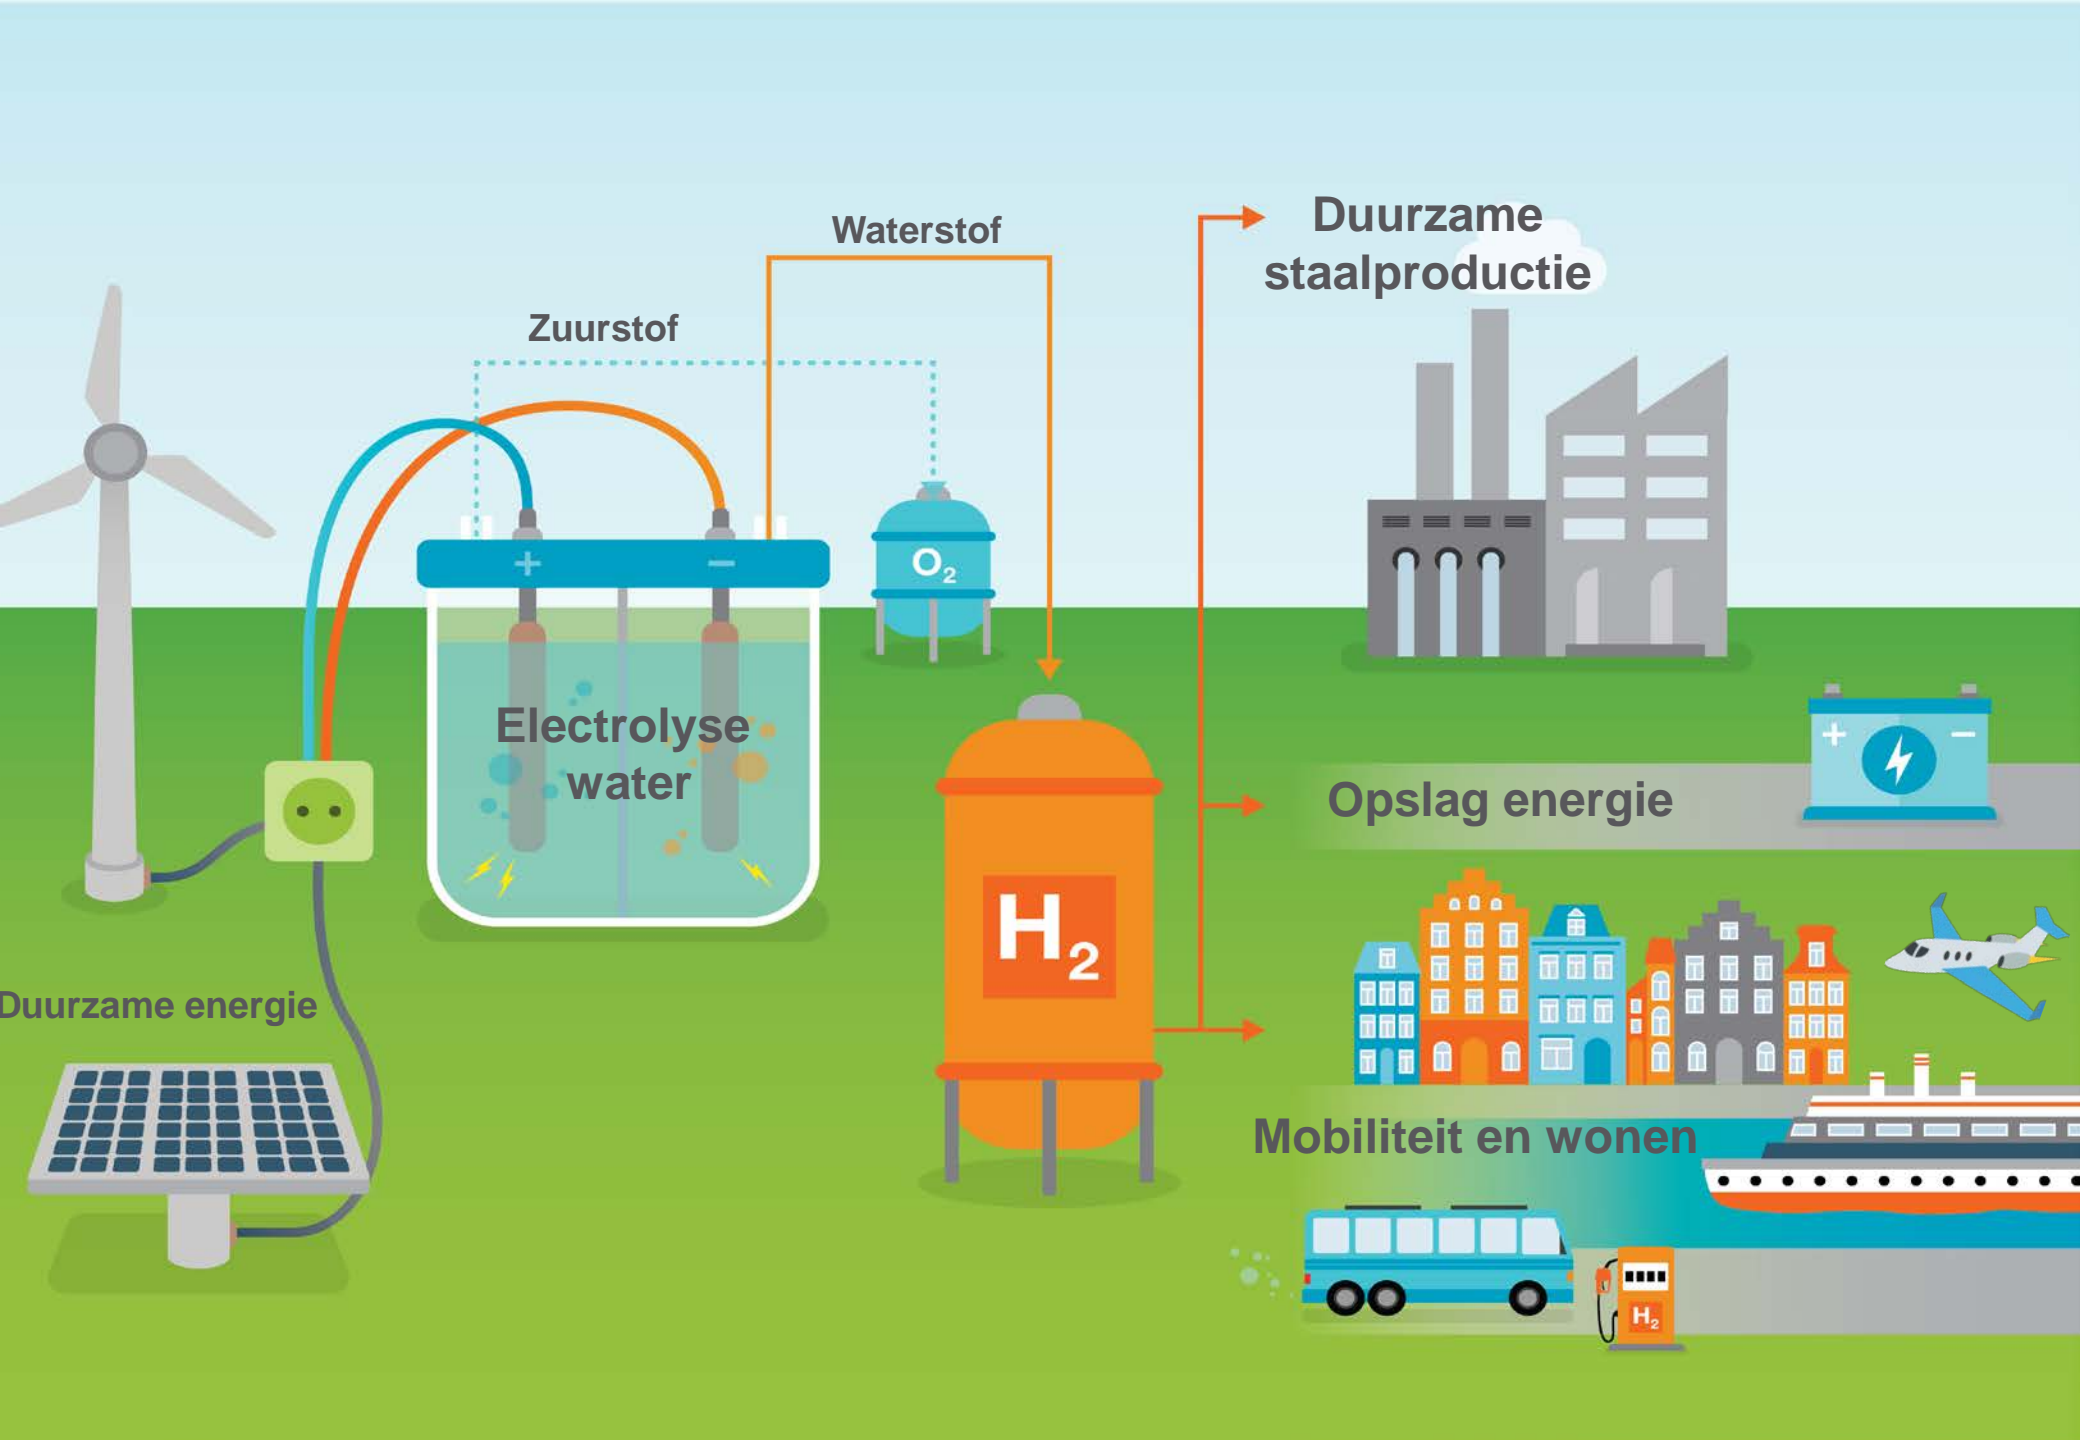 Waterstof
Duurzame
staalproductie
Zuurstof
+
−
O₂
Electrolyse
water
+
−
Opslag energie
H₂
Duurzame energie
Mobiliteit en wonen
H₂